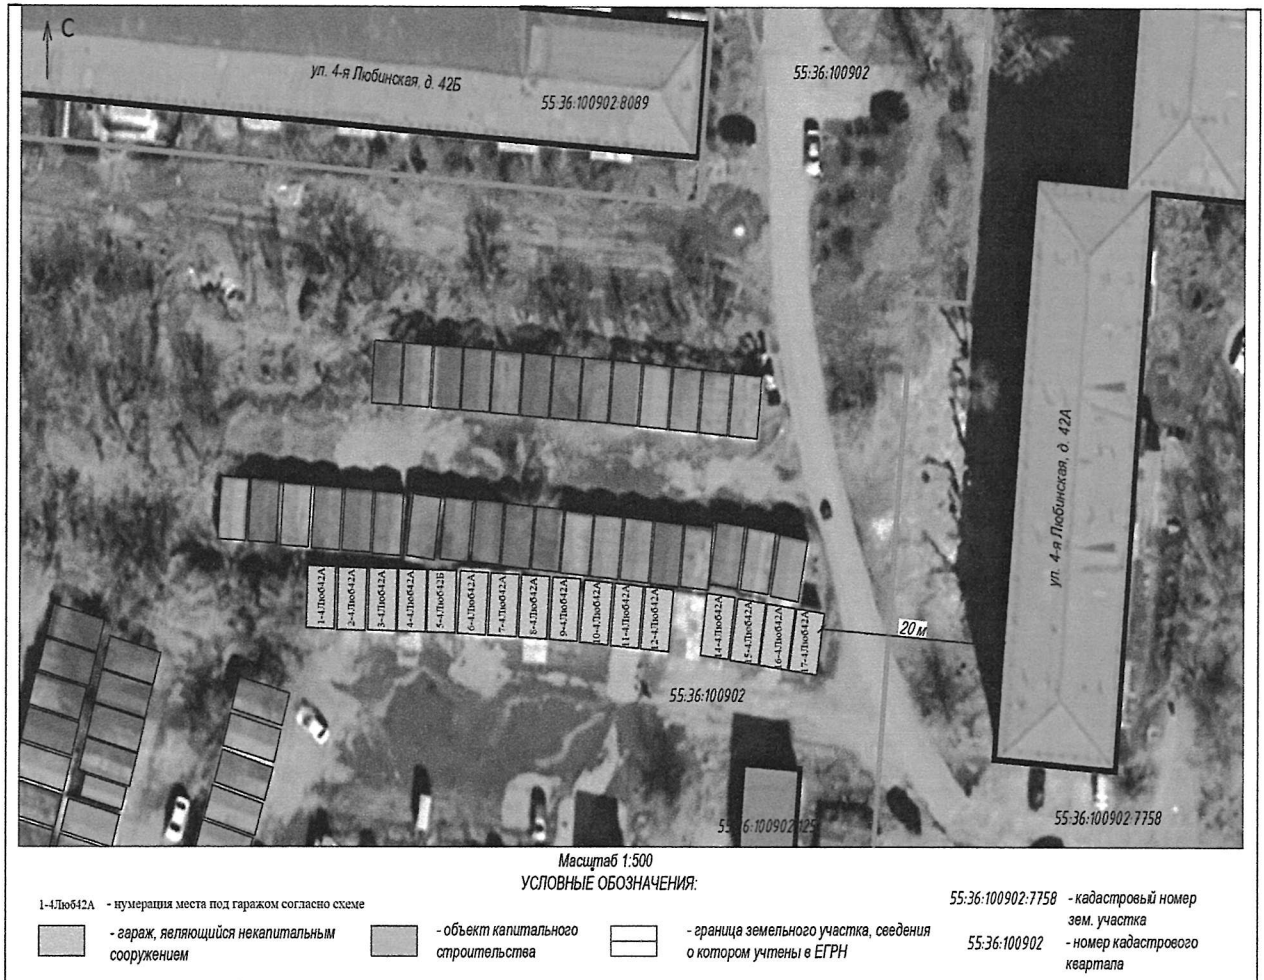 С
ул. 4-я Любинская, д. 42Б
55:36:100902:8089
55:36:100902
ул. 4-я Любинская, д. 42А
1-4Люб42А
2-4Люб42А
3-4Люб42А
4-4Люб42А
5-4Люб42Б
6-4Люб42А
7-4Люб42А
8-4Люб42А
9-4Люб42А
10-4Люб42А
11-4Люб42А
12-4Люб42А
14-4Люб42А
15-4Люб42А
16-4Люб42А
17-4Люб42А
20 м
55:36:100902
55:36:100902:7758
Масштаб 1:500
УСЛОВНЫЕ ОБОЗНАЧЕНИЯ:
1-4Люб42А - нумерация места под гаражом согласно схеме
- гараж, являющийся некапитальным
сооружением
- объект капитального
строительства
- граница земельного участка, сведения
о котором учтены в ЕГРН
55:36:100902:7758 - кадастровый номер
зем. участка
55:36:100902 - номер кадастрового
квартала